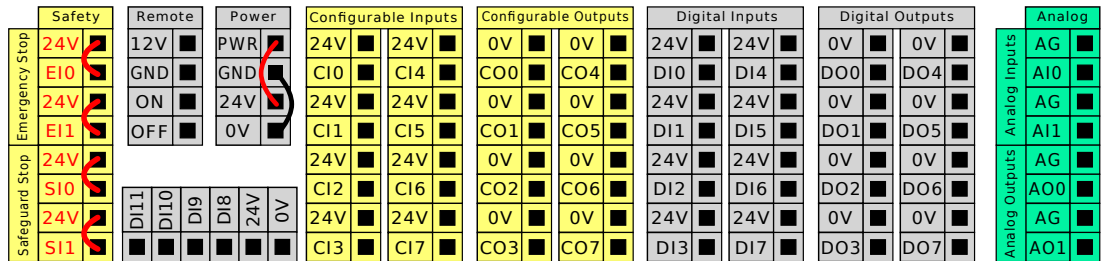 Safety
Emergency Stop
24V
EI0
24V
EI1
Safeguard Stop
24V
SI0
24V
SI1
Remote
12V
GND
ON
OFF
Power
PWR
GND
24V
0V
DI11
DI10
DI9
DI8
24V
0V
Configurable Inputs
24V 24V
CI0 CI4
24V 24V
CI1 CI5
24V 24V
CI2 CI6
24V 24V
CI3 CI7
Configurable Outputs
0V 0V
CO0 CO4
0V 0V
CO1 CO5
0V 0V
CO2 CO6
0V 0V
CO3 CO7
Digital Inputs
24V 24V
DI0 DI4
24V 24V
DI1 DI5
24V 24V
DI2 DI6
24V 24V
DI3 DI7
Digital Outputs
0V 0V
DO0 DO4
0V 0V
DO1 DO5
0V 0V
DO2 DO6
0V 0V
DO3 DO7
Analog
Analog Inputs
AG
AI0
AG
AI1
Analog Outputs
AG
AO0
AG
AO1